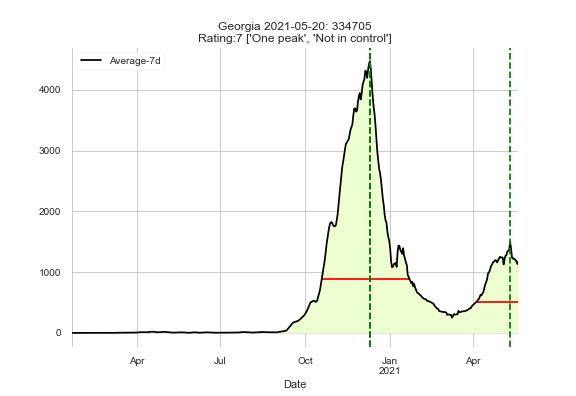 Georgia 2021-05-20: 334705
Rating:7 ['One peak', 'Not in control']
Average-7d
4000
3000
2000
1000
0
Apr
Jul
Oct
Jan
2021
Apr
Date